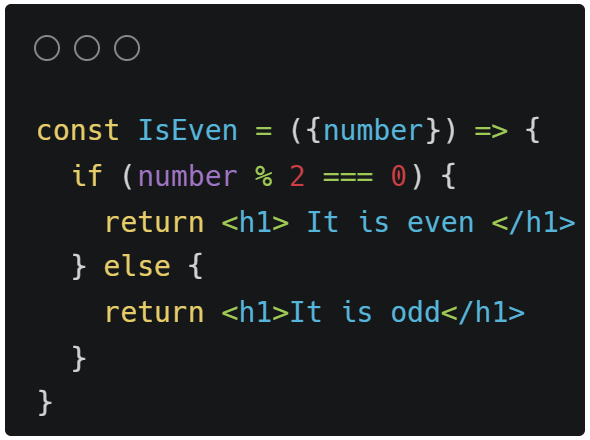 const IsEven = ({number}) => {
  if (number % 2 === 0) {
    return <h1> It is even </h1>
  } else {
    return <h1>It is odd</h1>
  }
}